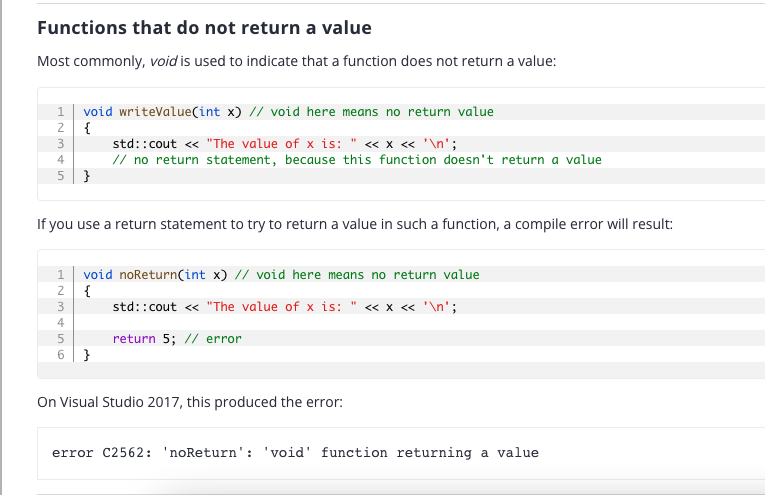 Functions that do not return a value
Most commonly, void is used to indicate that a function does not return a value:
1 void writeValue(int x) // void here means no return value
2 {
3     std::cout << "The value of x is: " << x << '\n';
4     // no return statement, because this function doesn't return a value
5 }
If you use a return statement to try to return a value in such a function, a compile error will result:
1 void noReturn(int x) // void here means no return value
2 {
3     std::cout << "The value of x is: " << x << '\n';
4
5     return 5; // error
6 }
On Visual Studio 2017, this produced the error:
error C2562: 'noReturn': 'void' function returning a value